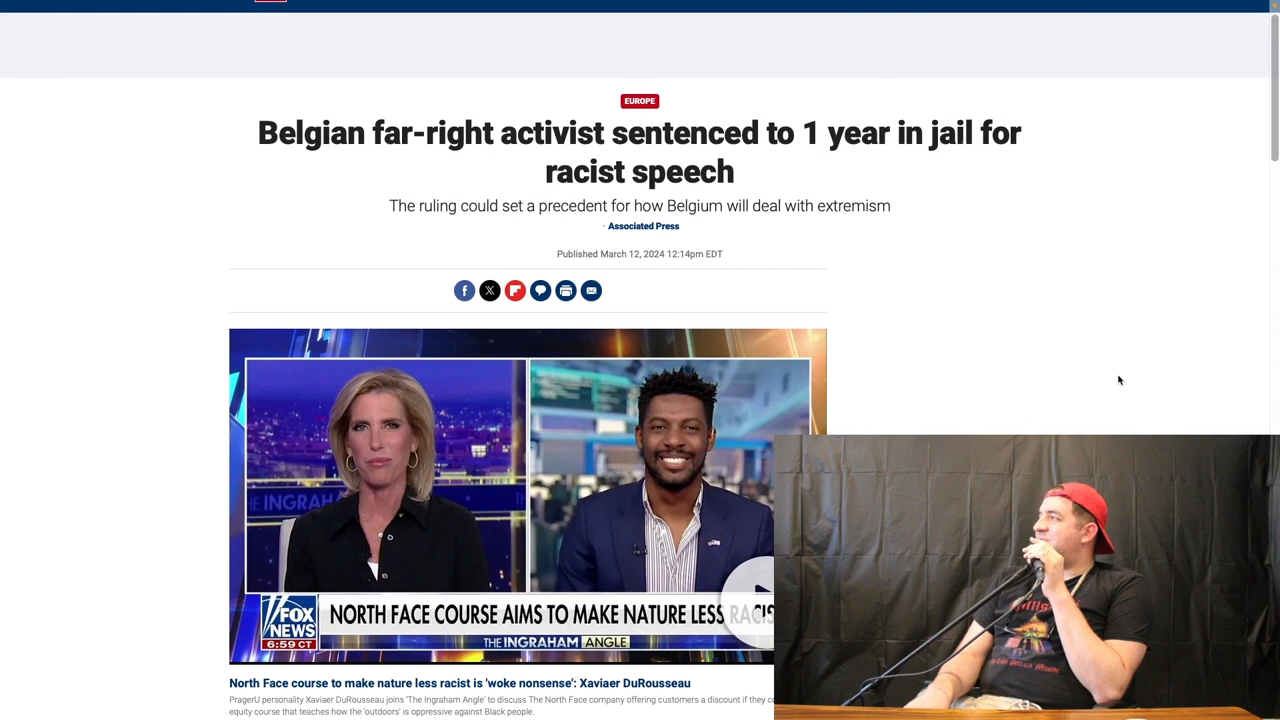 EUROPE
Belgian far-right activist sentenced to 1 year in jail for
racist speech
The ruling could set a precedent for how Belgium will deal with extremism
· Associated Press
Published March 12, 2024 12:14pm EDT
THE INGRAHAM
FOX
NEWS
6:59 CT
NORTH FACE COURSE AIMS TO MAKE NATURE LESS RACIS
THE INGRAHAM ANGLE
North Face course to make nature less racist is 'woke nonsense': Xaviaer DuRousseau
PragerU personality Xaviaer DuRousseau joins 'The Ingraham Angle' to discuss The North Face company offering customers a discount if they
equity course that teaches how the 'outdoors' is oppressive against Black people.